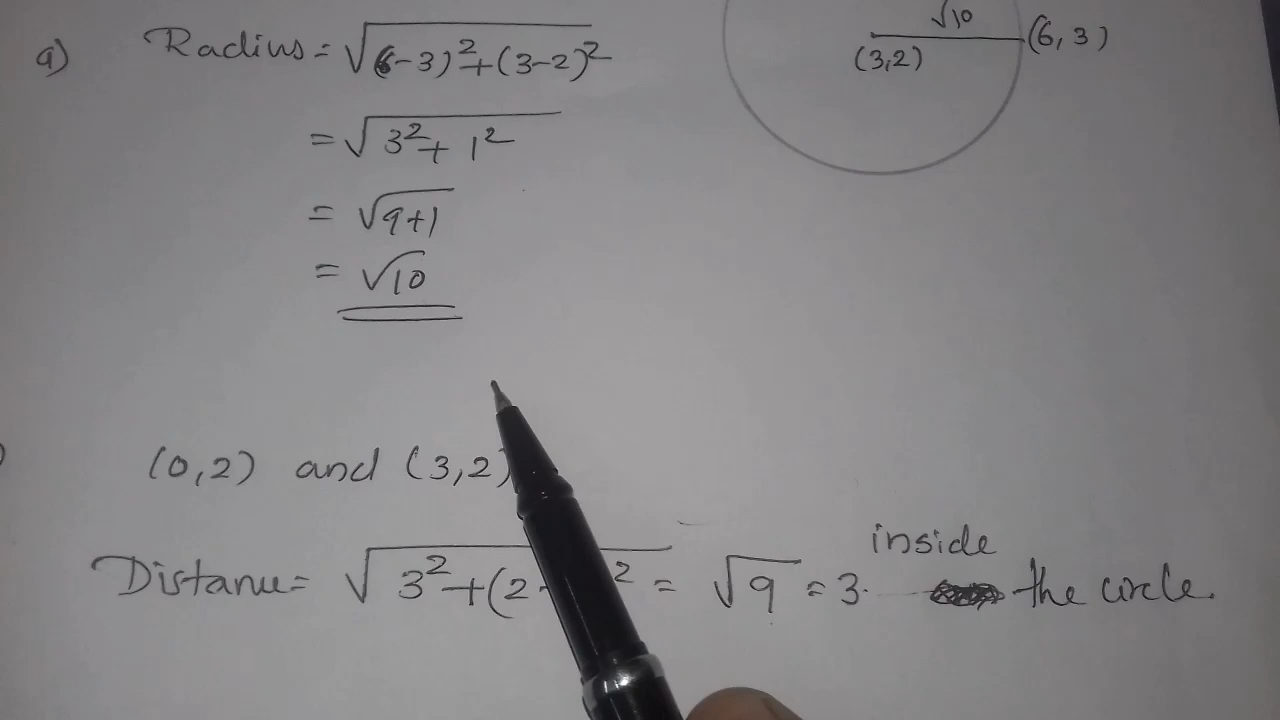 a) Radius = √(6-3)²+(3-2)²
= √3²+1²
= √9+1
= √10
√10
(3,2)
(6,3)
(0,2) and (3,2)
Distanu = √3²+(2- ² = √9 = 3.
inside
the circle.